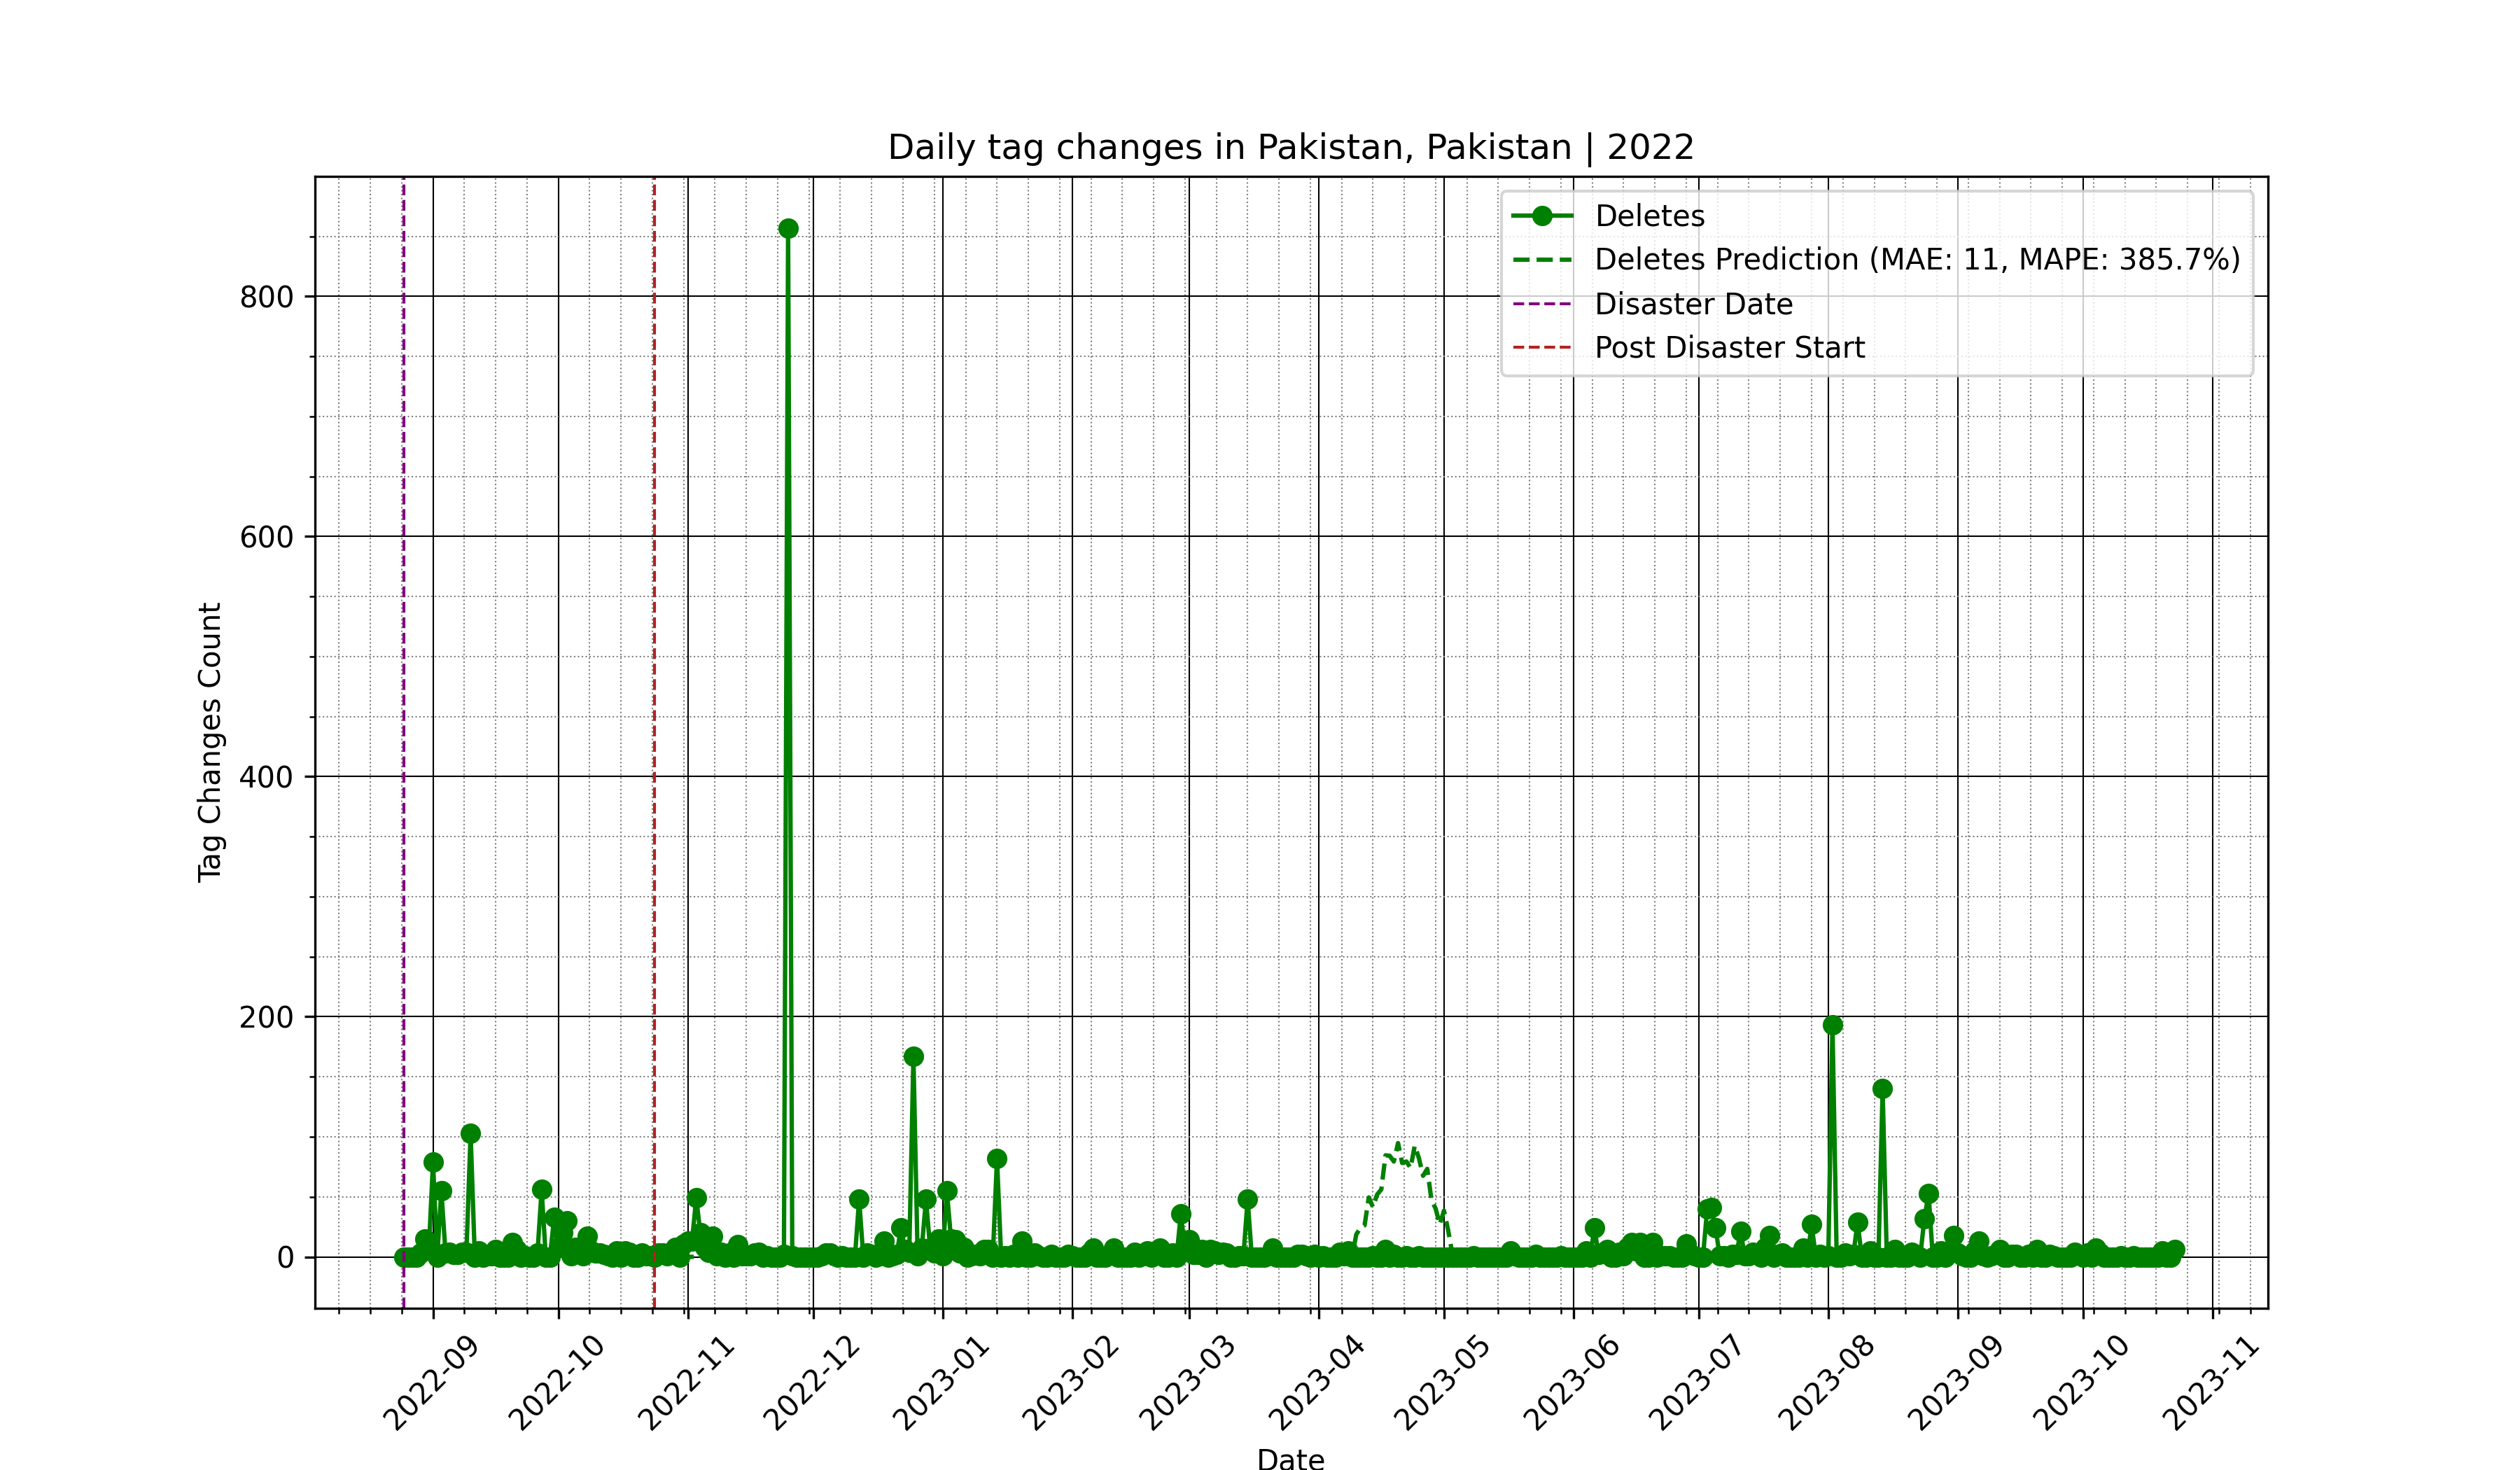 Daily tag changes in Pakistan, Pakistan | 2022
Deletes
Deletes Prediction (MAE: 11, MAPE: 385.7%)
Disaster Date
Post Disaster Start
Tag Changes Count
800
600
400
200
0
2022-09
2022-10
2022-11
2022-12
2023-01
2023-02
2023-03
2023-04
2023-05
2023-06
2023-07
2023-08
2023-09
2023-10
2023-11
Date